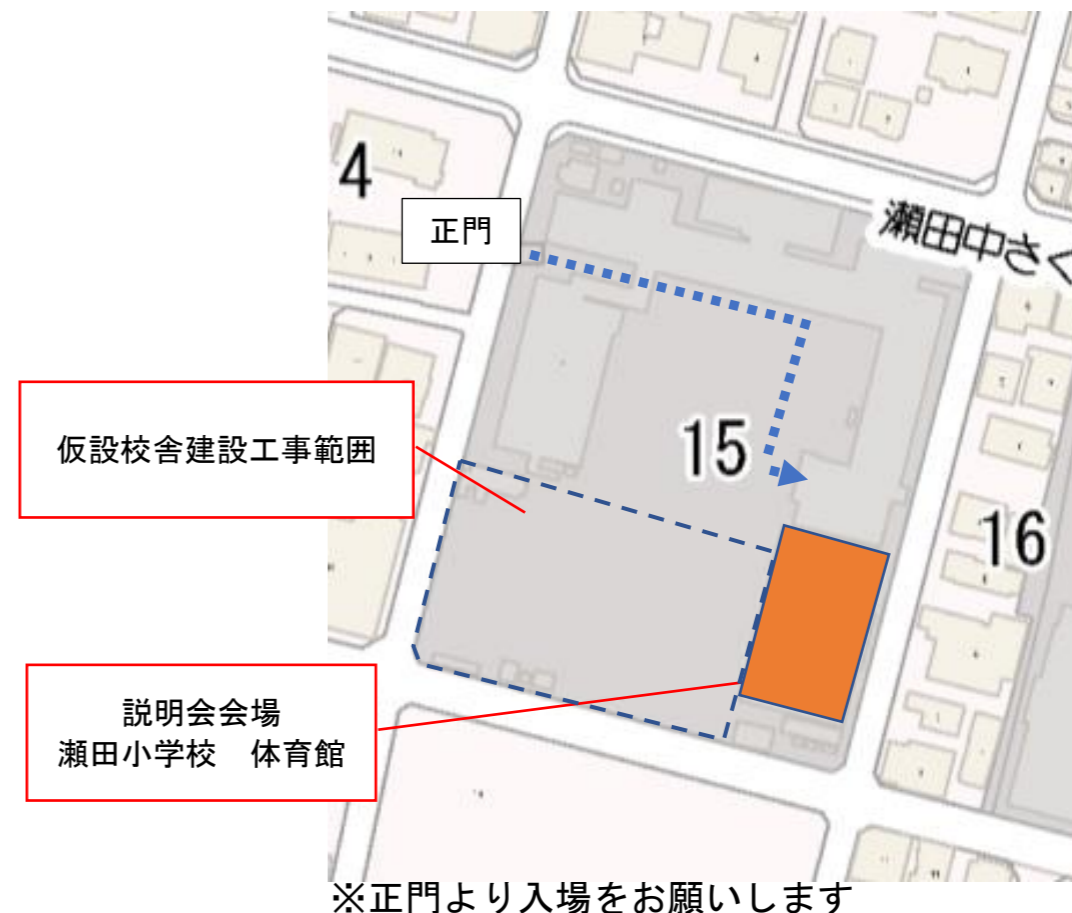 4
正門
瀬田中さく
仮設校舎建設工事範囲
15
16
説明会会場
瀬田小学校　体育館
※正門より入場をお願いします